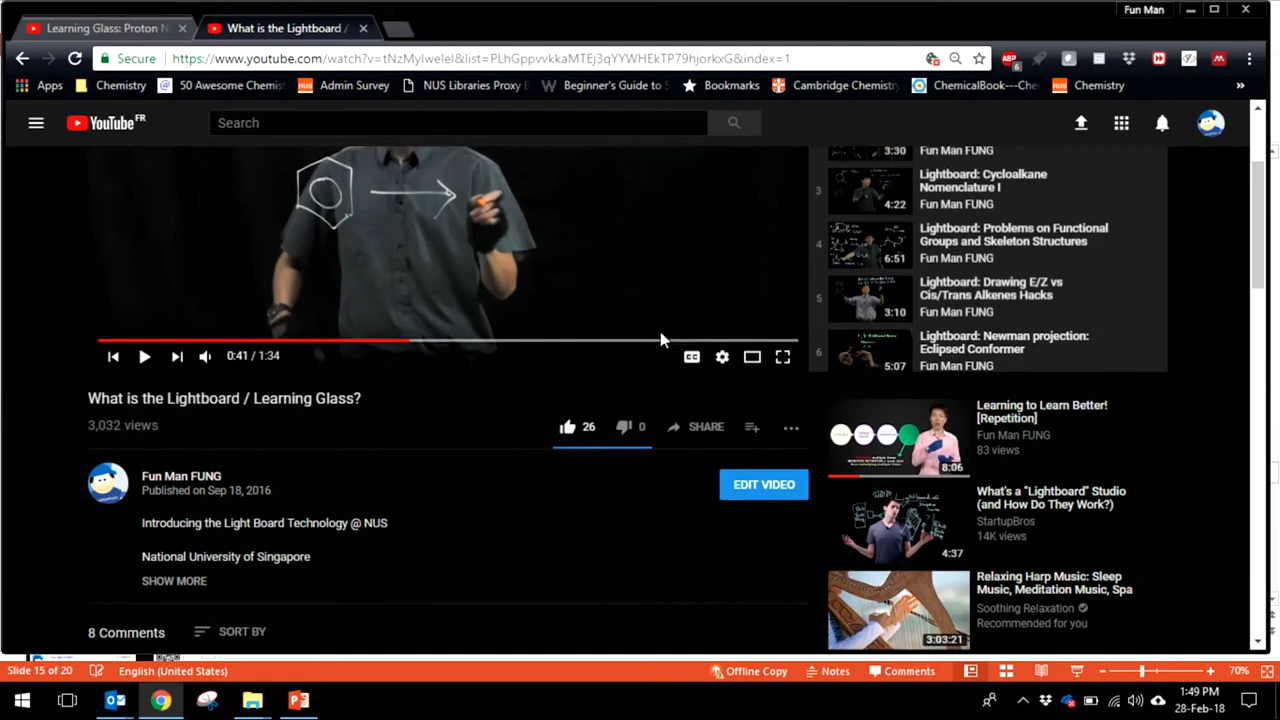 Fun Man
Learning Glass: Proton N
What is the Lightboard /
Secure
https://www.youtube.com/watch?v=tNzMylweIeI&list=PLhGppvvkkaMTEj3qYYWHEkTP79hjorkxG&index=1
ABP
6
Apps
Chemistry
50 Awesome Chemis
Admin Survey
NUS Libraries Proxy
Beginner's Guide to S
Bookmarks
Cambridge Chemistry
ChemicalBook---Che
Chemistry
»
YouTube FR
Search
3:30
Fun Man FUNG
3
4:22
Lightboard: Cycloalkane
Nomenclature I
Fun Man FUNG
4
6:51
Lightboard: Problems on Functional
Groups and Skeleton Structures
Fun Man FUNG
5
3:10
Lightboard: Drawing E/Z vs
Cis/Trans Alkenes Hacks
Fun Man FUNG
6
5:07
Lightboard: Newman projection:
Eclipsed Conformer
Fun Man FUNG
0:41 / 1:34
CC
What is the Lightboard / Learning Glass?
3,032 views
26
0
SHARE
Fun Man FUNG
Published on Sep 18, 2016
EDIT VIDEO
Introducing the Light Board Technology @ NUS
National University of Singapore
SHOW MORE
8 Comments
SORT BY
Learning to Learn Better!
[Repetition]
Fun Man FUNG
83 views
8:06
What's a "Lightboard" Studio
(and How Do They Work?)
StartupBros
14K views
4:37
Relaxing Harp Music: Sleep
Music, Meditation Music, Spa
Soothing Relaxation
Recommended for you
3:03:21
Slide 15 of 20
English (United States)
Offline Copy
Notes
Comments
70%
1:49 PM
28-Feb-18